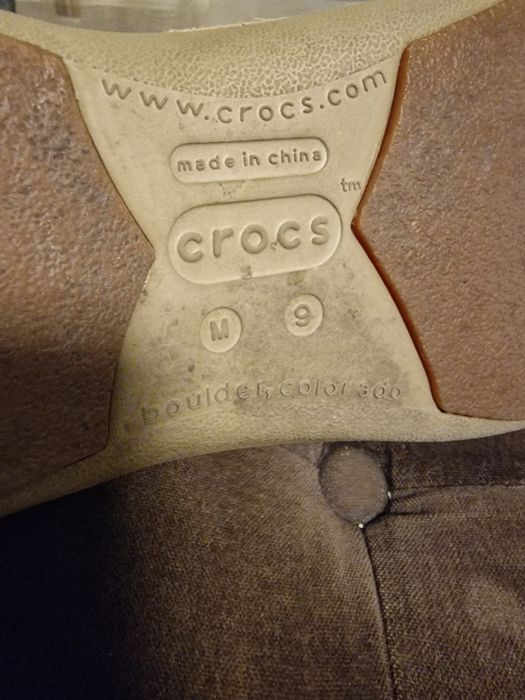 www.crocs.com
made in china
tm
crocs
M 9
boulder, colorado